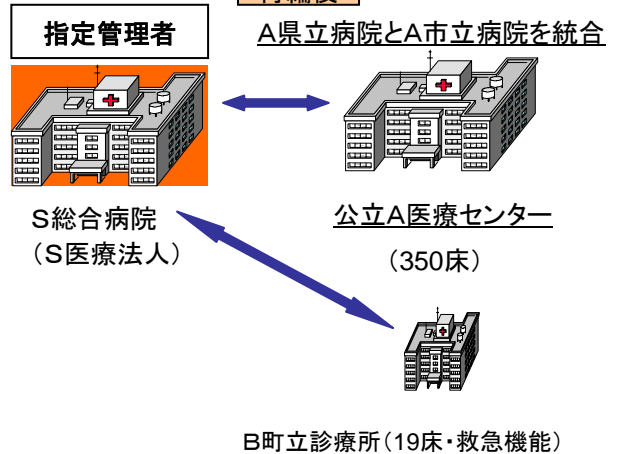 指定管理者
A県立病院とA市立病院を統合
S総合病院
(S医療法人)
公立A医療センター
(350床)
B町立診療所(19床・救急機能)